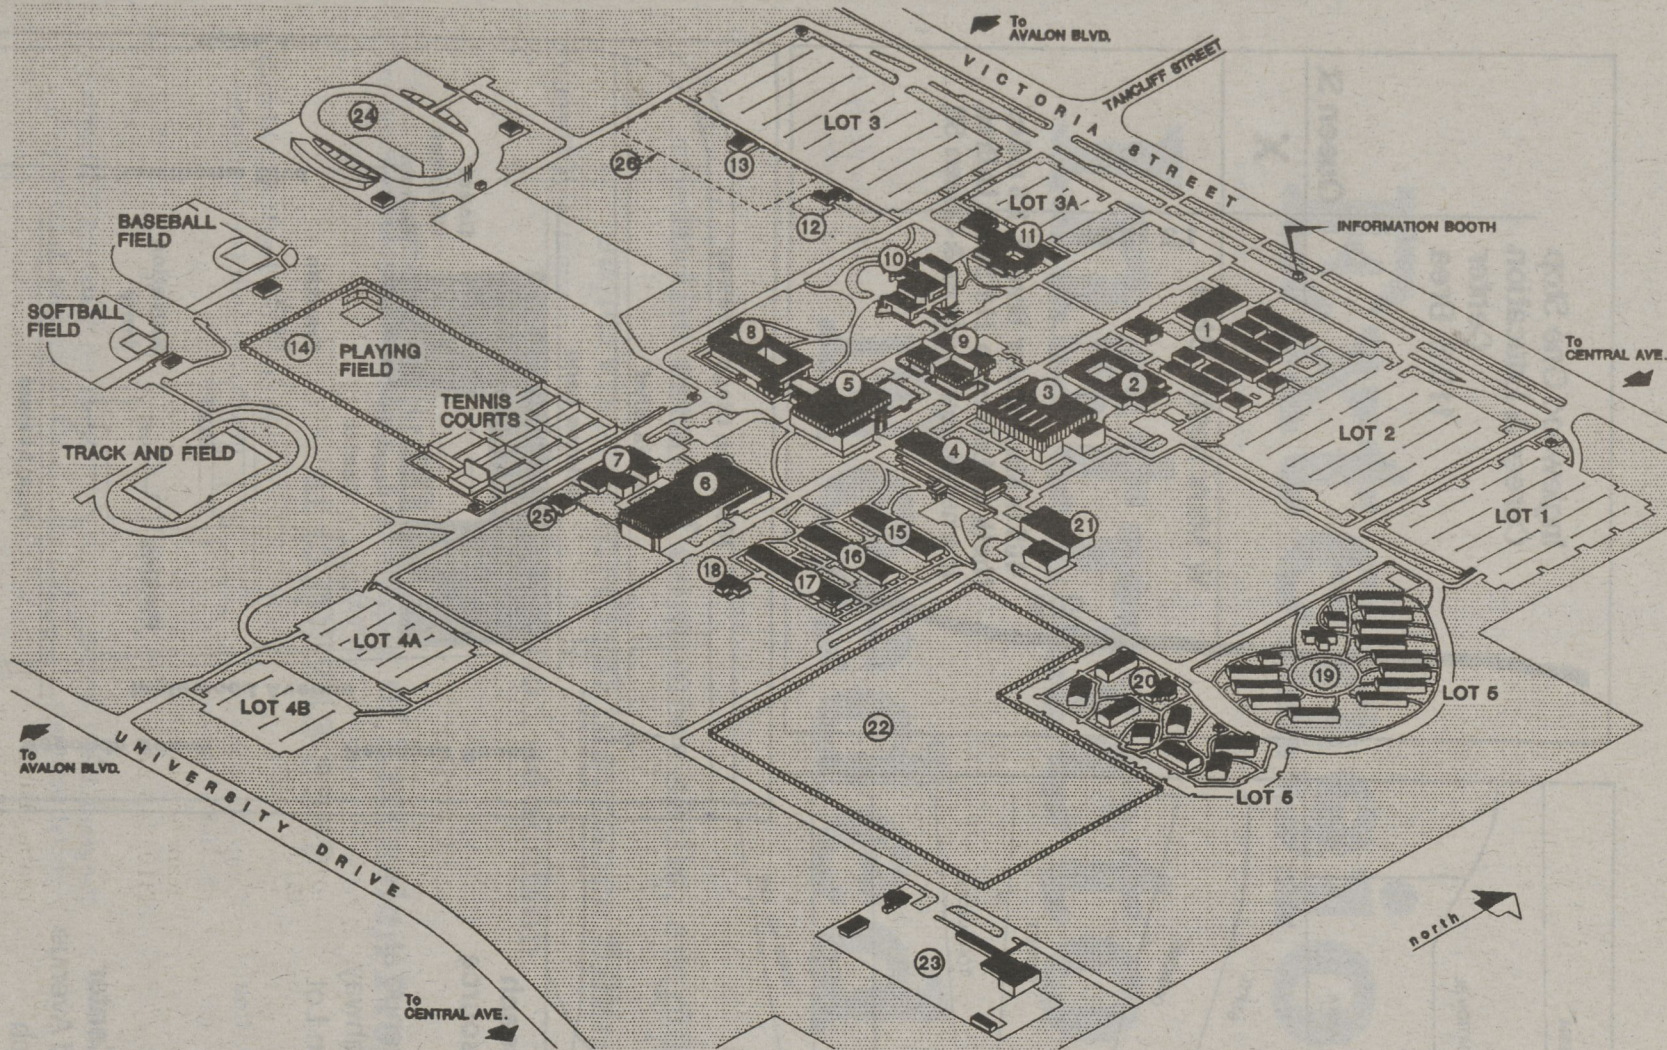 To
AVALON BLVD.
VICTORIA STREET
TAMCLIFF STREET
24
LOT 3
26
13
LOT 3A
12
11
INFORMATION BOOTH
BASEBALL
FIELD
10
SOFTBALL
FIELD
14
PLAYING
FIELD
8
9
1
To
CENTRAL AVE.
5
3
2
TENNIS
COURTS
LOT 2
TRACK AND FIELD
7
6
4
25
LOT 1
15
21
16
18
17
LOT 4A
19
LOT 5
20
LOT 4B
22
LOT 5
To
AVALON BLVD.
UNIVERSITY DRIVE
north
23
To
CENTRAL AVE.